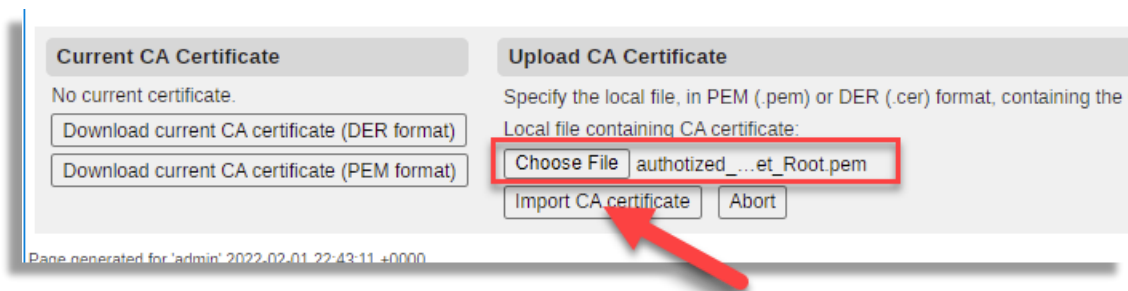 Current CA Certificate
No current certificate.
Download current CA certificate (DER format)
Download current CA certificate (PEM format)
Upload CA Certificate
Specify the local file, in PEM (.pem) or DER (.cer) format, containing the
Local file containing CA certificate:
Choose File authotized_...et_Root.pem
Import CA certificate Abort
Page generated for 'admin' 2022-02-01 22:43:11 +0000